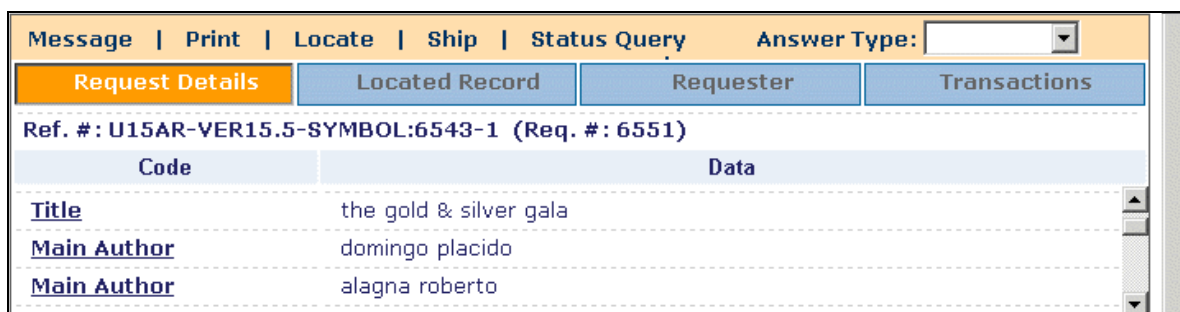 Message | Print | Locate | Ship | Status Query Answer Type:
Request Details Located Record Requester Transactions
Ref. #: U15AR-VER15.5-SYMBOL:6543-1 (Req. #: 6551)
Code Data
Title the gold & silver gala
Main Author domingo placido
Main Author alagna roberto